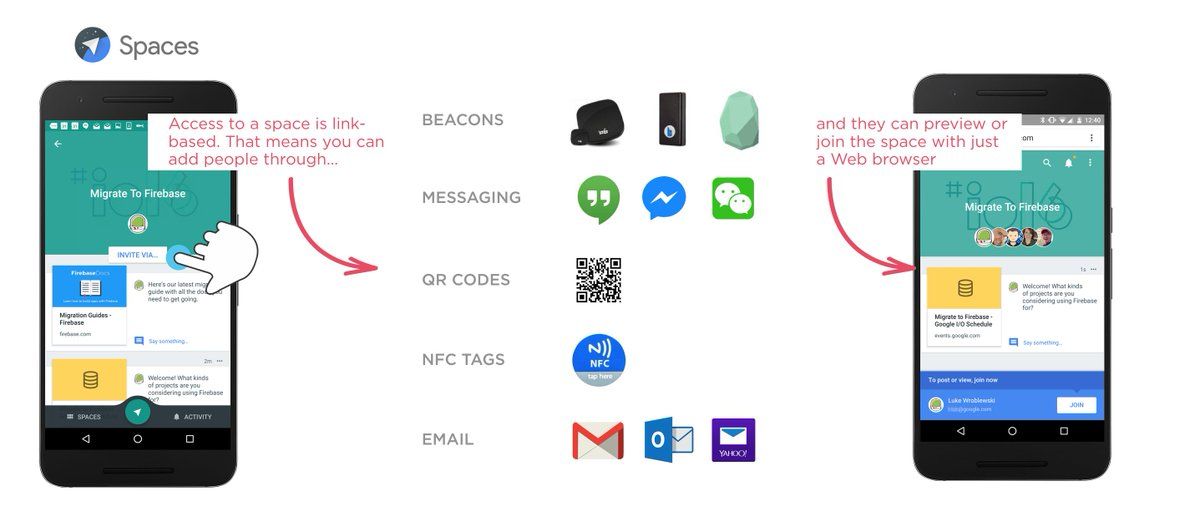 Spaces
Access to a space is link-
based. That means you can
add people through...
#io16
Migrate To Firebase
INVITE VIA...
FirebaseDocs
Migration Guides -
Firebase
firebase.com
Here's our latest
guide with all the
need to get going.
Say something...
2m
Welcome! What kinds
of projects are you
considering using Firebase
for?
SPACES
ACTIVITY
BEACONS
MESSAGING
QR CODES
NFC TAGS
N))
NFC
tap here
EMAIL
O
YAHOO!
and they can preview or
join the space with just
a Web browser
12:40
com
#io16
Migrate To Firebase
1s
Migrate to Firebase -
Google I/O Schedule
events.google.com
Welcome! What kinds
of projects are you
considering using Firebase
for?
Say something...
To post or view, join now
Luke Wroblewski
@google.com
JOIN